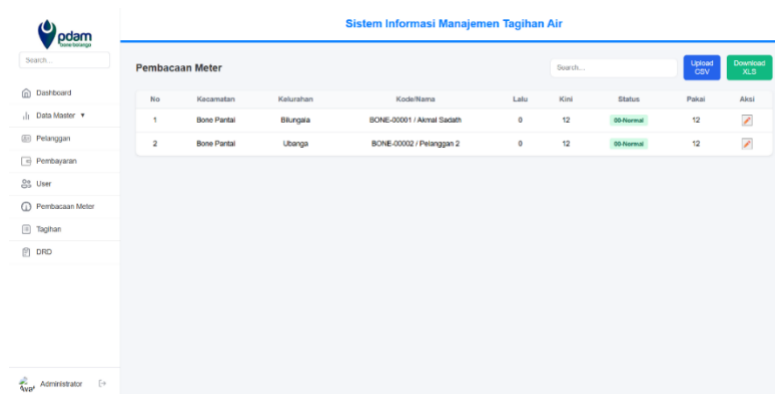 pdam
bone bolango
Sistem Informasi Manajemen Tagihan Air
Search...
Dashboard
Data Master ▼
Pelanggan
Pembayaran
User
Pembacaan Meter
Tagihan
DRD
Administrator
Pembacaan Meter
Search...
Upload CSV
Download XLS
No Kecamatan Kelurahan Kode/Nama Lalu Kini Status Pakai Aksi
1 Bone Pantai Bilungala BONE-00001 / Akmal Sadath 0 12 00-Normal 12
2 Bone Pantai Ubanga BONE-00002 / Pelanggan 2 0 12 00-Normal 12